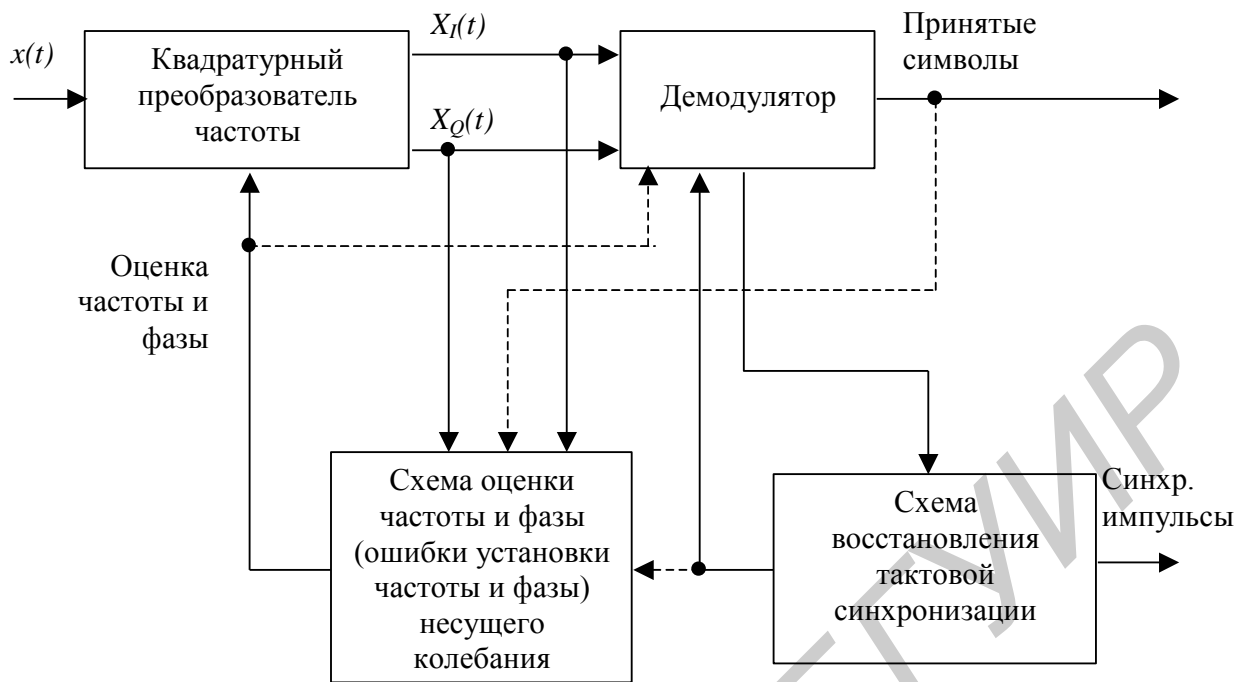 x(t)
Квадратурный
преобразователь
частоты
X_I(t)
X_Q(t)
Демодулятор
Принятые
символы
Оценка
частоты и
фазы
Схема оценки
частоты и фазы
(ошибки установки
частоты и фазы)
несущего
колебания
Схема
восстановления
тактовой
синхронизации
Синхр.
импульсы
ГУИР